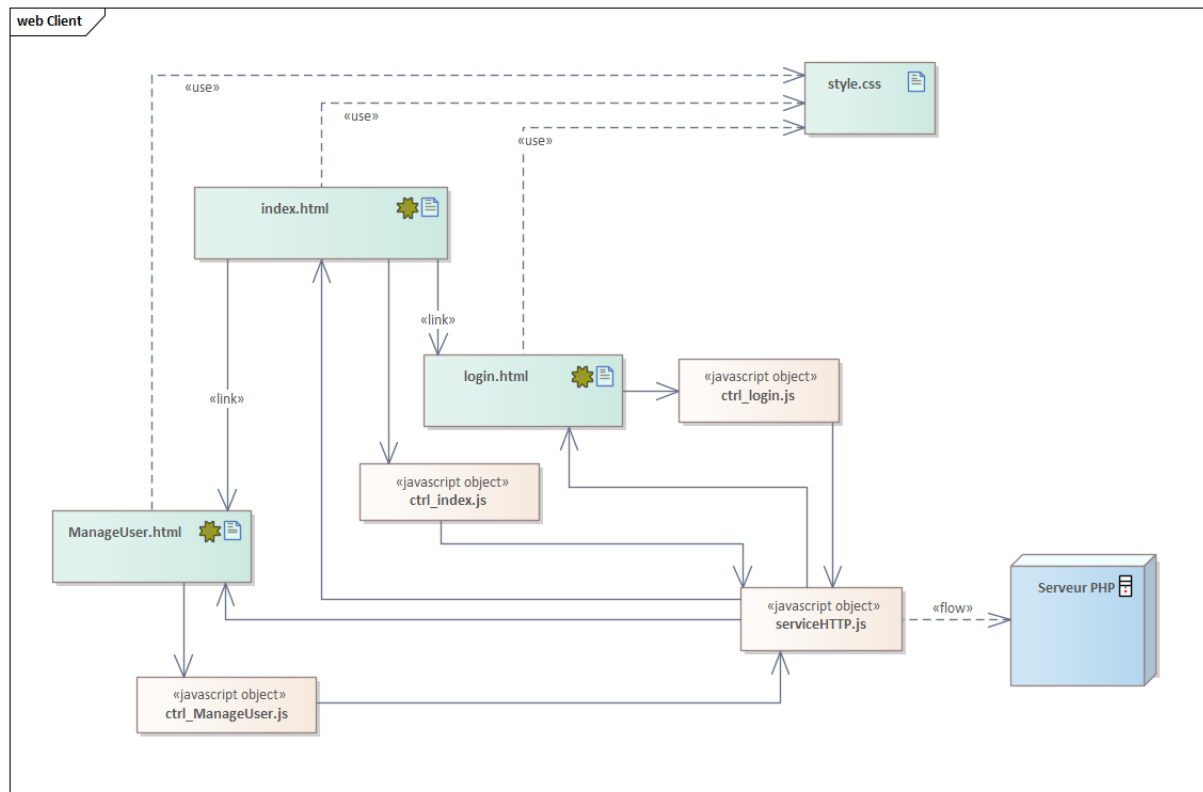 web Client
style.css
«use»
«use»
«use»
index.html
«link»
login.html
«javascript object»
ctrl_login.js
«link»
«javascript object»
ctrl_index.js
ManageUser.html
Serveur PHP
«javascript object»
serviceHTTP.js
«flow»
«javascript object»
ctrl_ManageUser.js